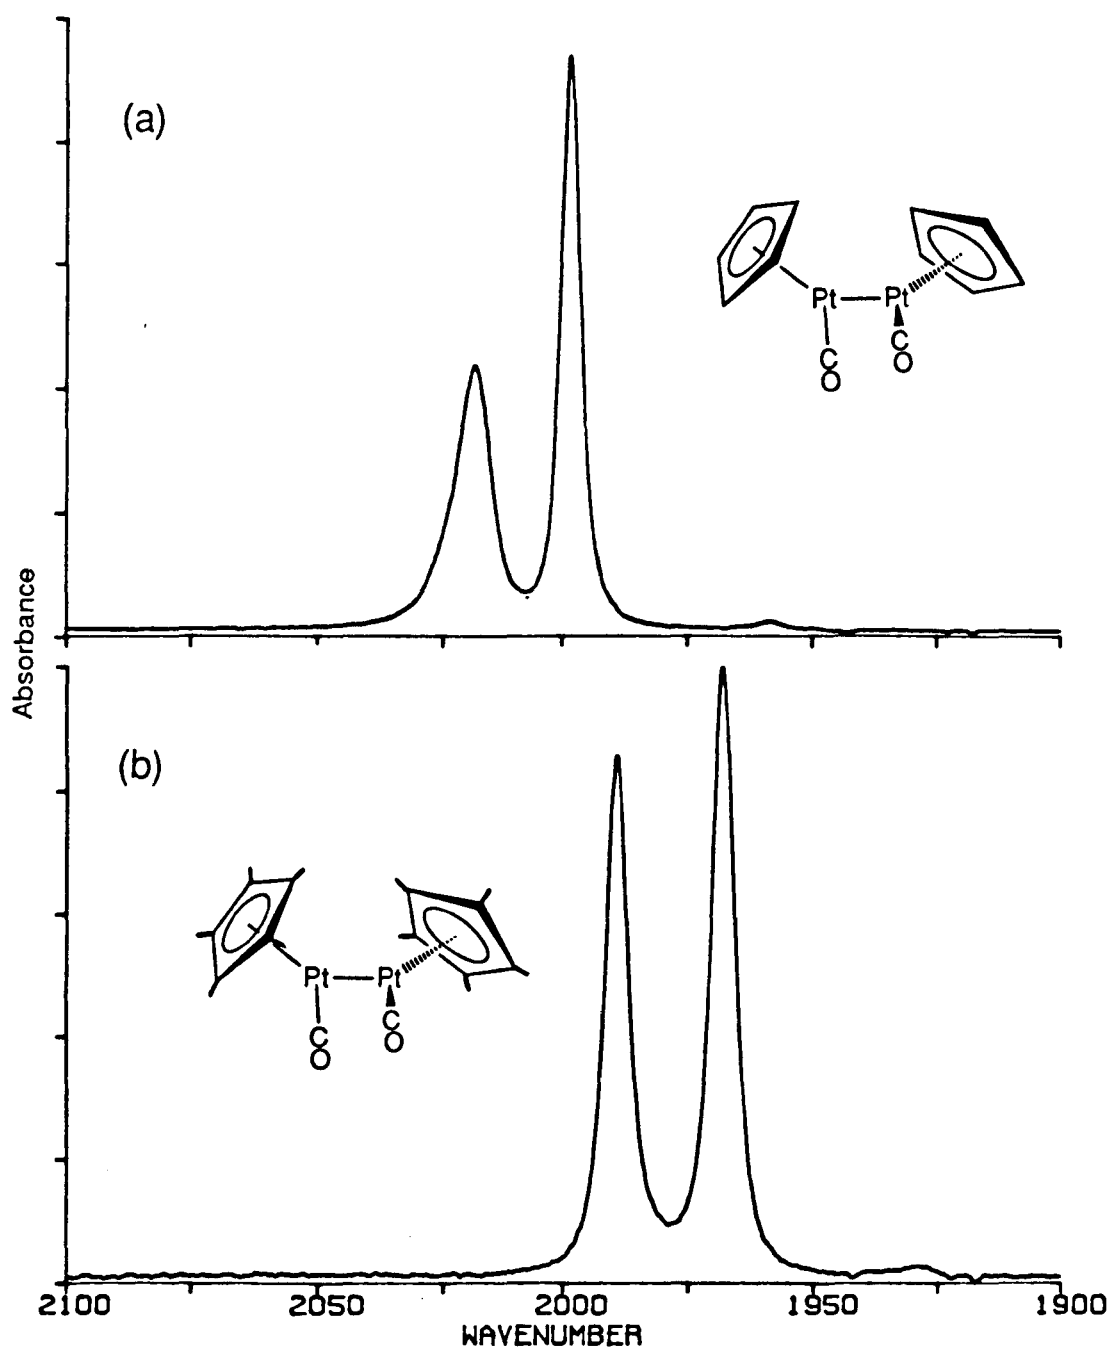 (a)
Pt
Pt
C
O
C
O
Absorbance
(b)
Pt
Pt
C
O
C
O
2100
2050
2000
1950
1900
WAVENUMBER